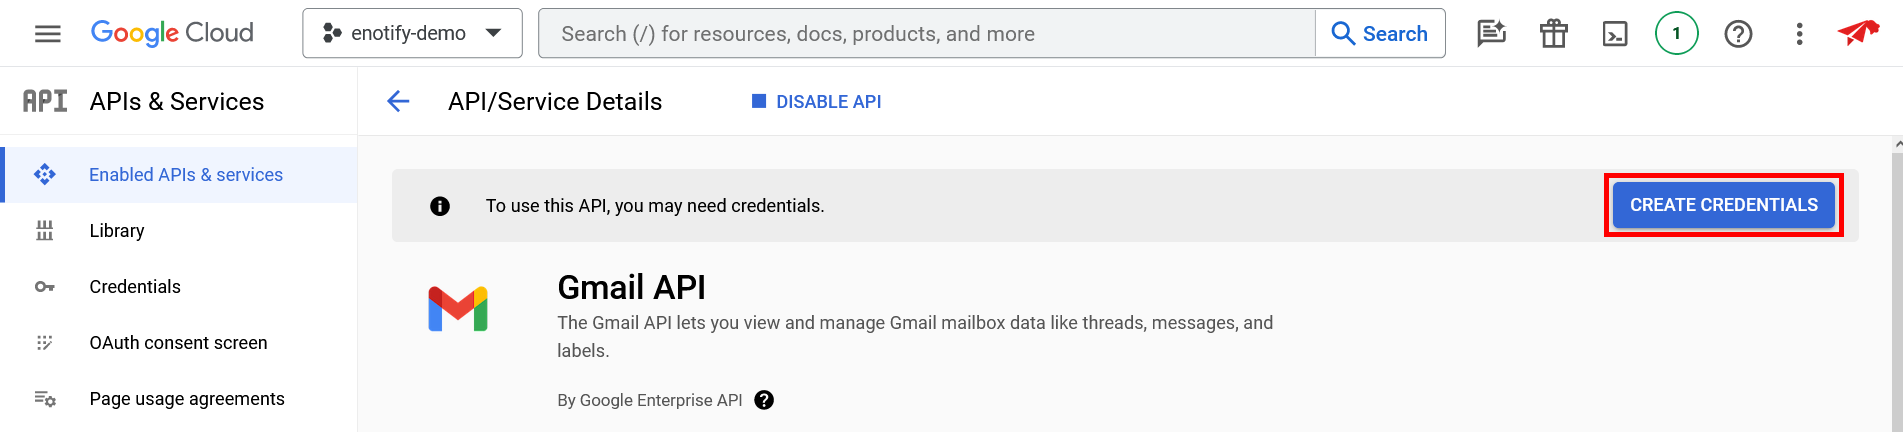 Google Cloud
enotify-demo
Search (/) for resources, docs, products, and more
Search
1
API
APIs & Services
API/Service Details
DISABLE API
Enabled APIs & services
Library
Credentials
OAuth consent screen
Page usage agreements
To use this API, you may need credentials.
CREATE CREDENTIALS
Gmail API
The Gmail API lets you view and manage Gmail mailbox data like threads, messages, and
labels.
By Google Enterprise API